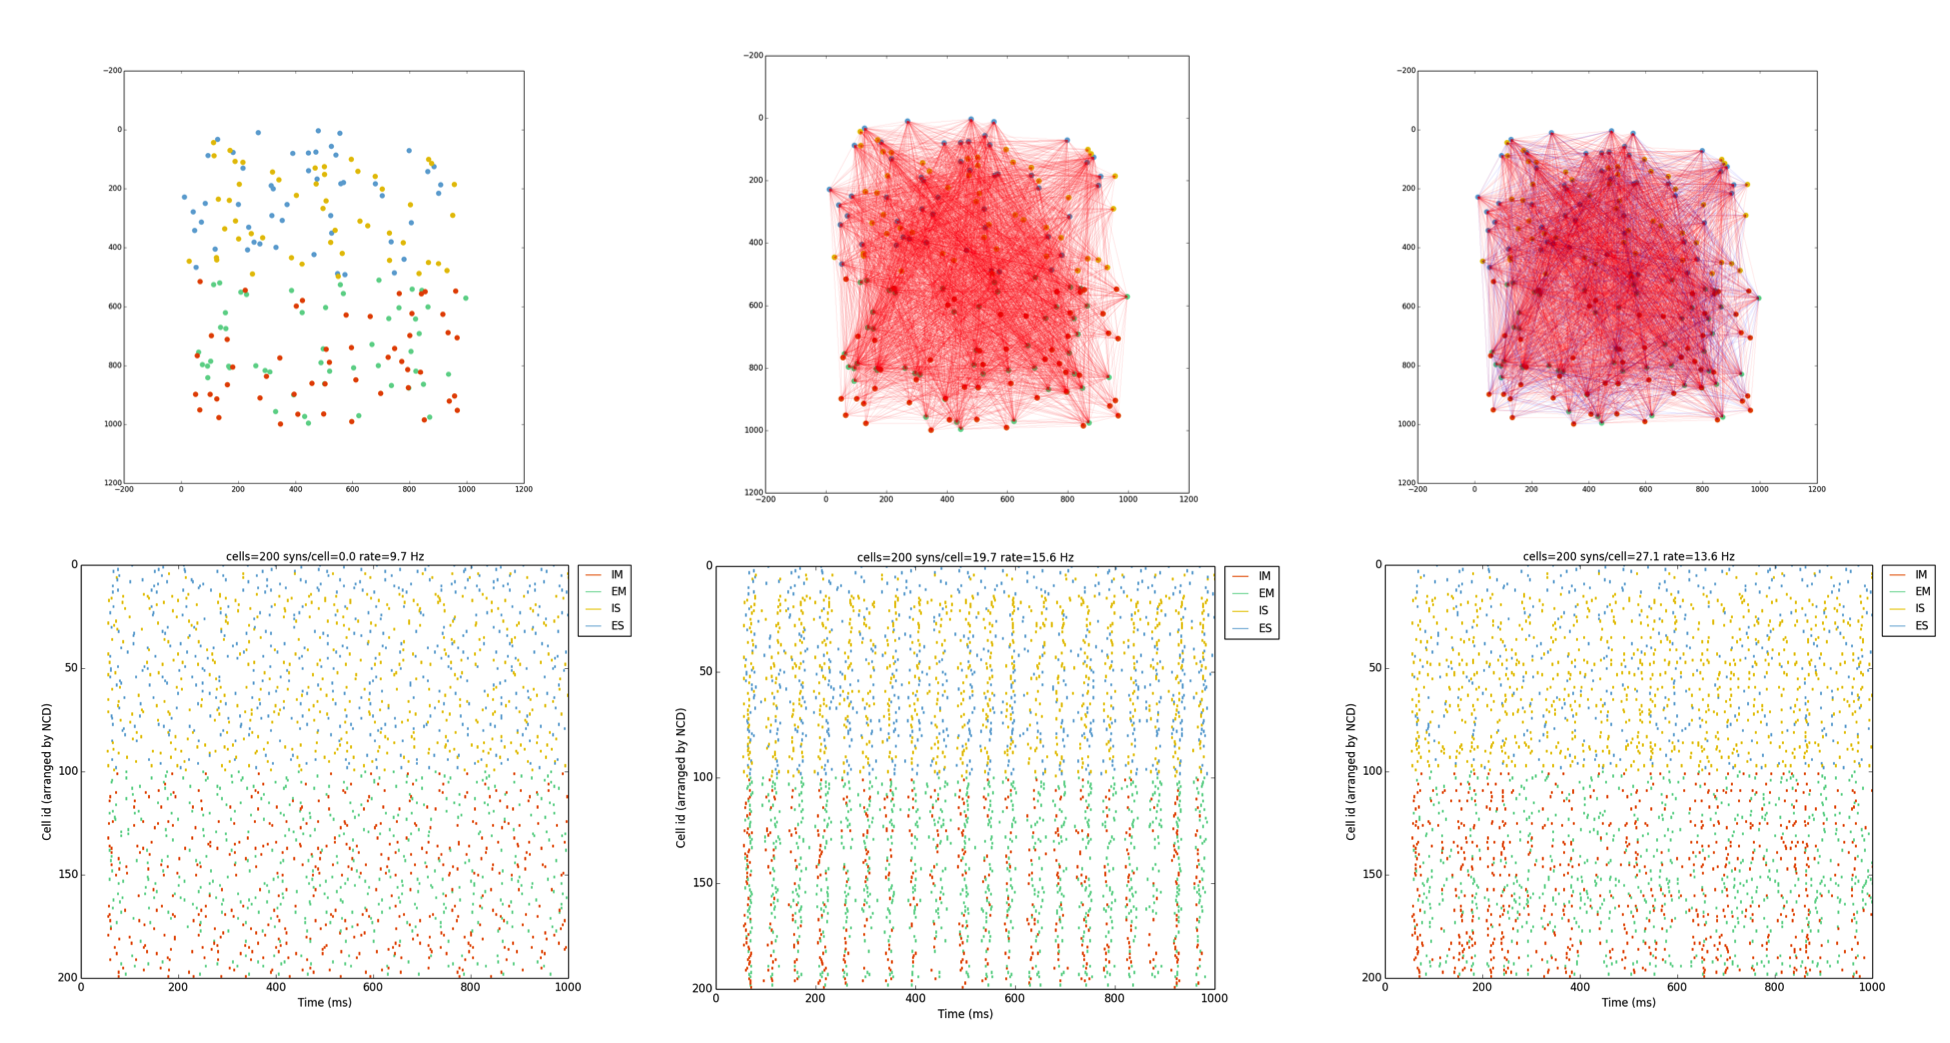 −200
0
200
400
600
800
1000
1200
−200 0 200 400 600 800 1000 1200
−200
0
200
400
600
800
1000
1200
−200 0 200 400 600 800 1000 1200
−200
0
200
400
600
800
1000
1200
−200 0 200 400 600 800 1000 1200
cells=200 syns/cell=0.0 rate=9.7 Hz
Cell id (arranged by NCD)
0
50
100
150
200
0 200 400 600 800 1000
Time (ms)
IM
EM
IS
ES
cells=200 syns/cell=19.7 rate=15.6 Hz
Cell id (arranged by NCD)
0
50
100
150
200
0 200 400 600 800 1000
Time (ms)
IM
EM
IS
ES
cells=200 syns/cell=27.1 rate=13.6 Hz
Cell id (arranged by NCD)
0
50
100
150
200
0 200 400 600 800 1000
Time (ms)
IM
EM
IS
ES